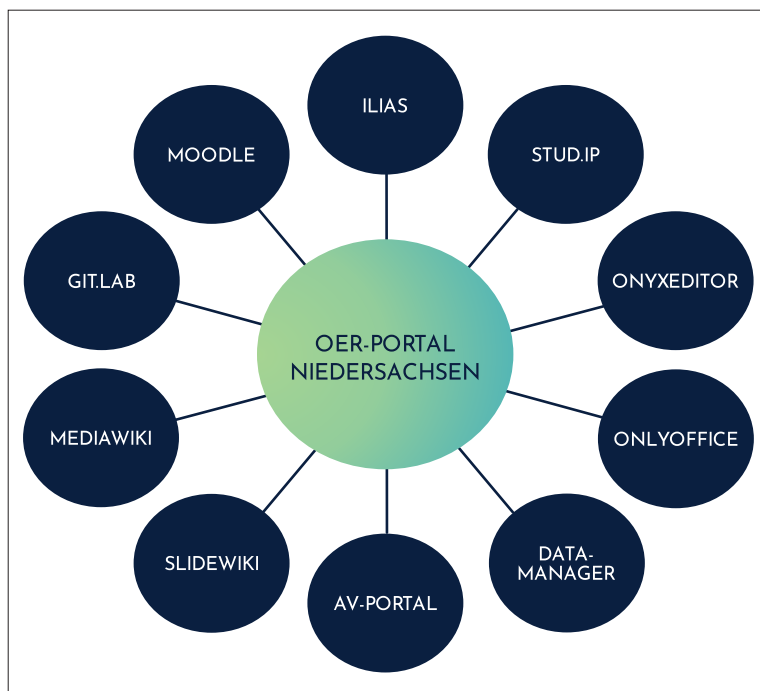 ILIAS
MOODLE
STUD.IP
GIT.LAB
ONYXEDITOR
OER-PORTAL
NIEDERSACHSEN
MEDIAWIKI
ONLYOFFICE
SLIDEWIKI
DATA-
MANAGER
AV-PORTAL